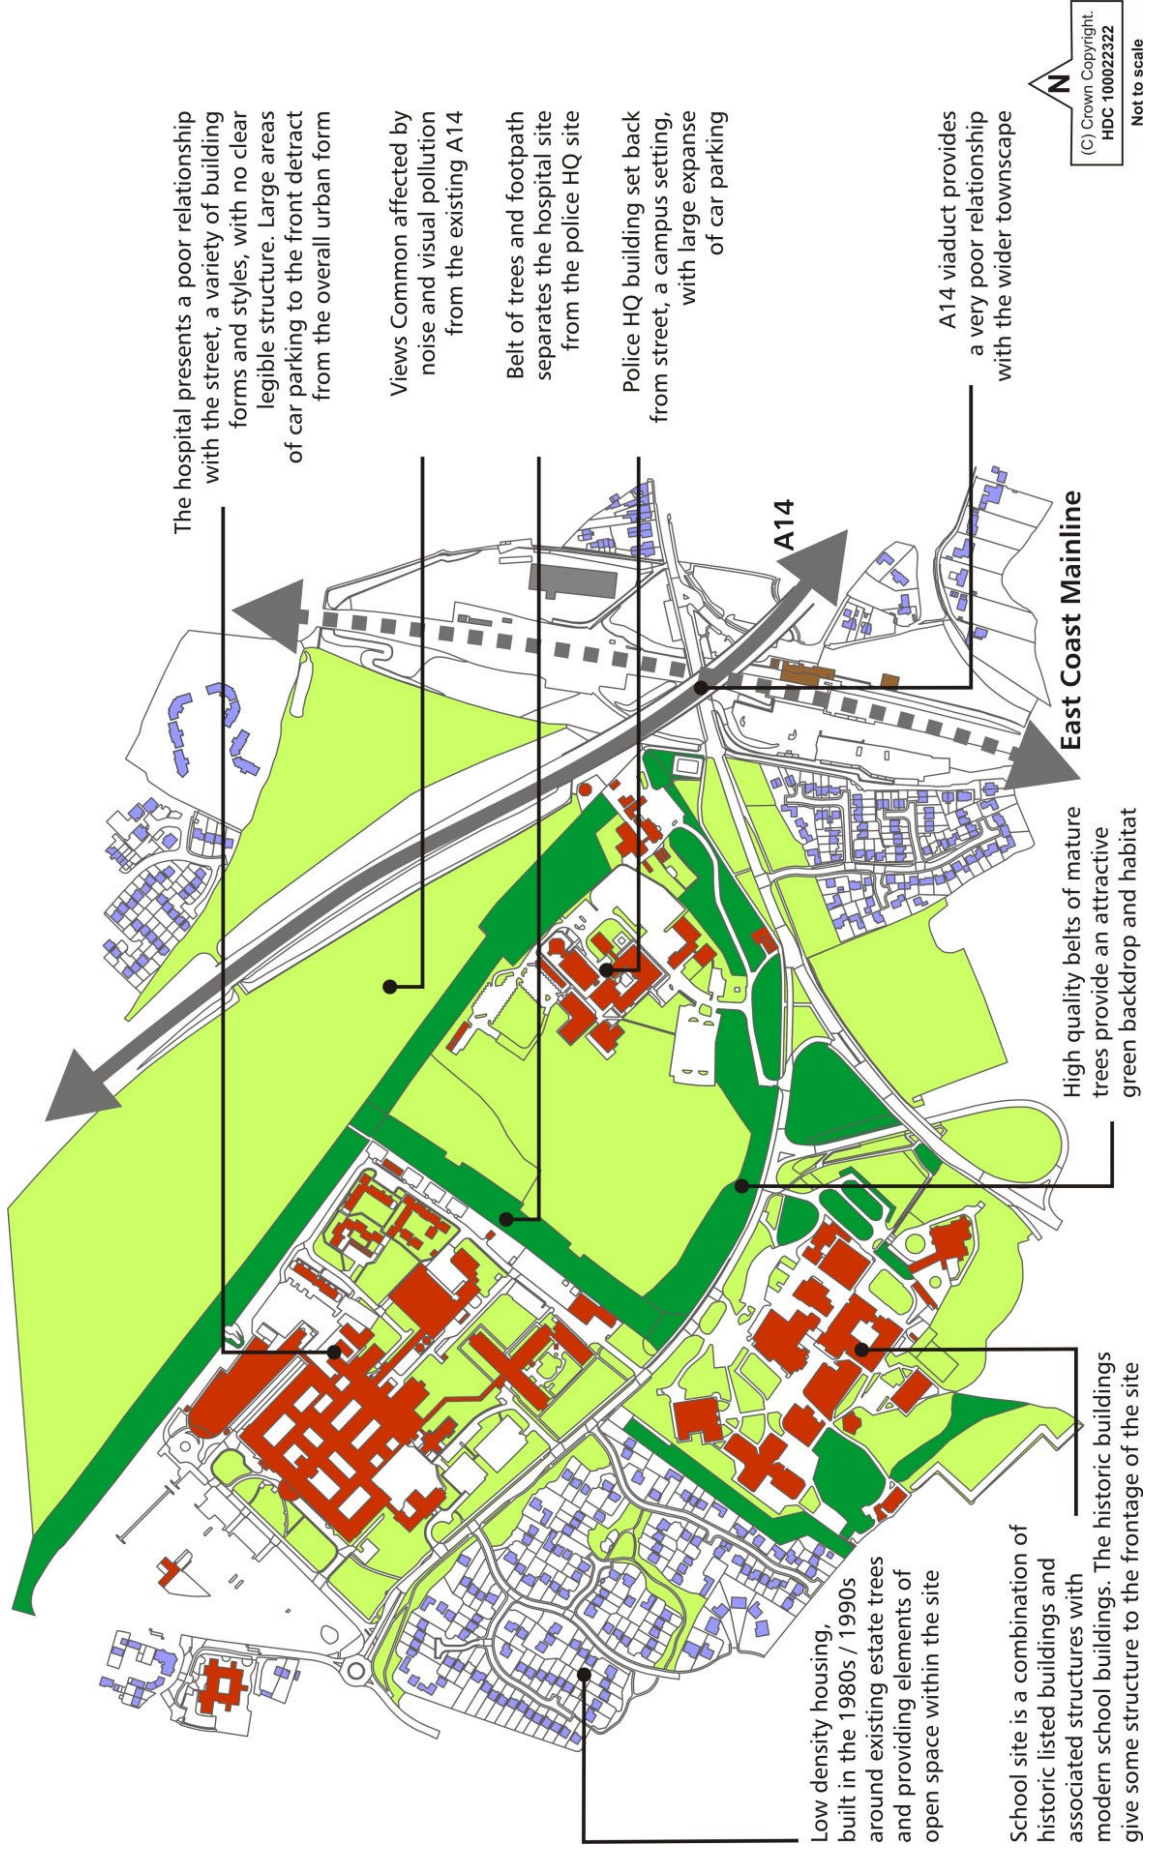 The hospital presents a poor relationship
with the street, a variety of building
forms and styles, with no clear
legible structure. Large areas
of car parking to the front detract
from the overall urban form
Views Common affected by
noise and visual pollution
from the existing A14
Belt of trees and footpath
separates the hospital site
from the police HQ site
Police HQ building set back
from street, a campus setting,
with large expanse
of car parking
A14 viaduct provides
a very poor relationship
with the wider townscape
A14
East Coast Mainline
High quality belts of mature
trees provide an attractive
green backdrop and habitat
Low density housing,
built in the 1980s / 1990s
around existing estate trees
and providing elements of
open space within the site
School site is a combination of
historic listed buildings and
associated structures with
modern school buildings. The historic buildings
give some structure to the frontage of the site
N
(C) Crown Copyright.
HDC 100022322
Not to scale